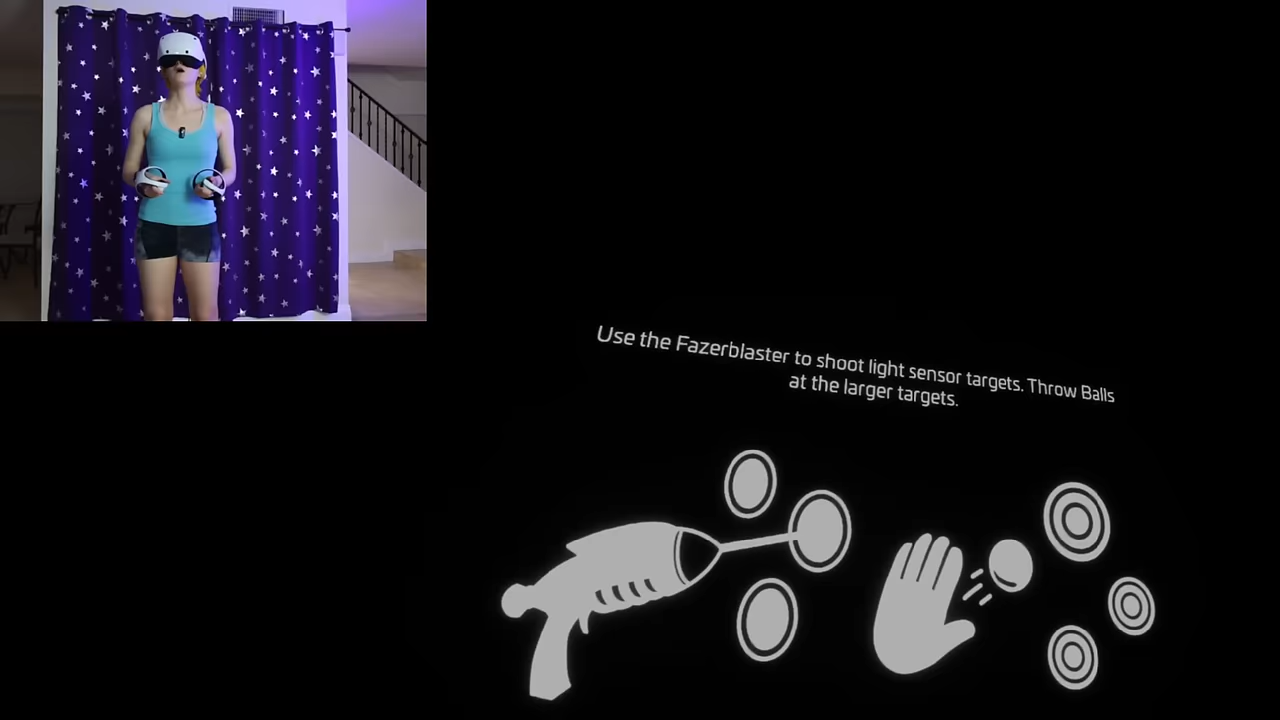 Use the Fazerblaster to shoot light sensor targets. Throw Balls
at the larger targets.